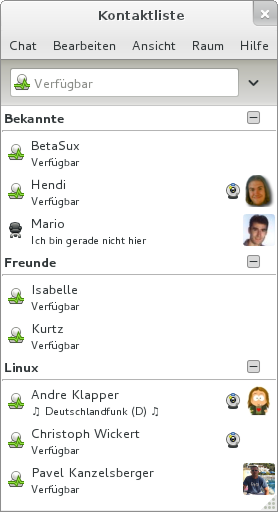 Kontaktliste
Chat Bearbeiten Ansicht Raum Hilfe
Verfügbar
Bekannte
BetaSux
Verfügbar
Hendi
Verfügbar
Mario
Ich bin gerade nicht hier
Freunde
Isabelle
Verfügbar
Kurtz
Verfügbar
Linux
Andre Klapper
♫ Deutschlandfunk (D) ♫
Christoph Wickert
Verfügbar
Pavel Kanzelsberger
Verfügbar